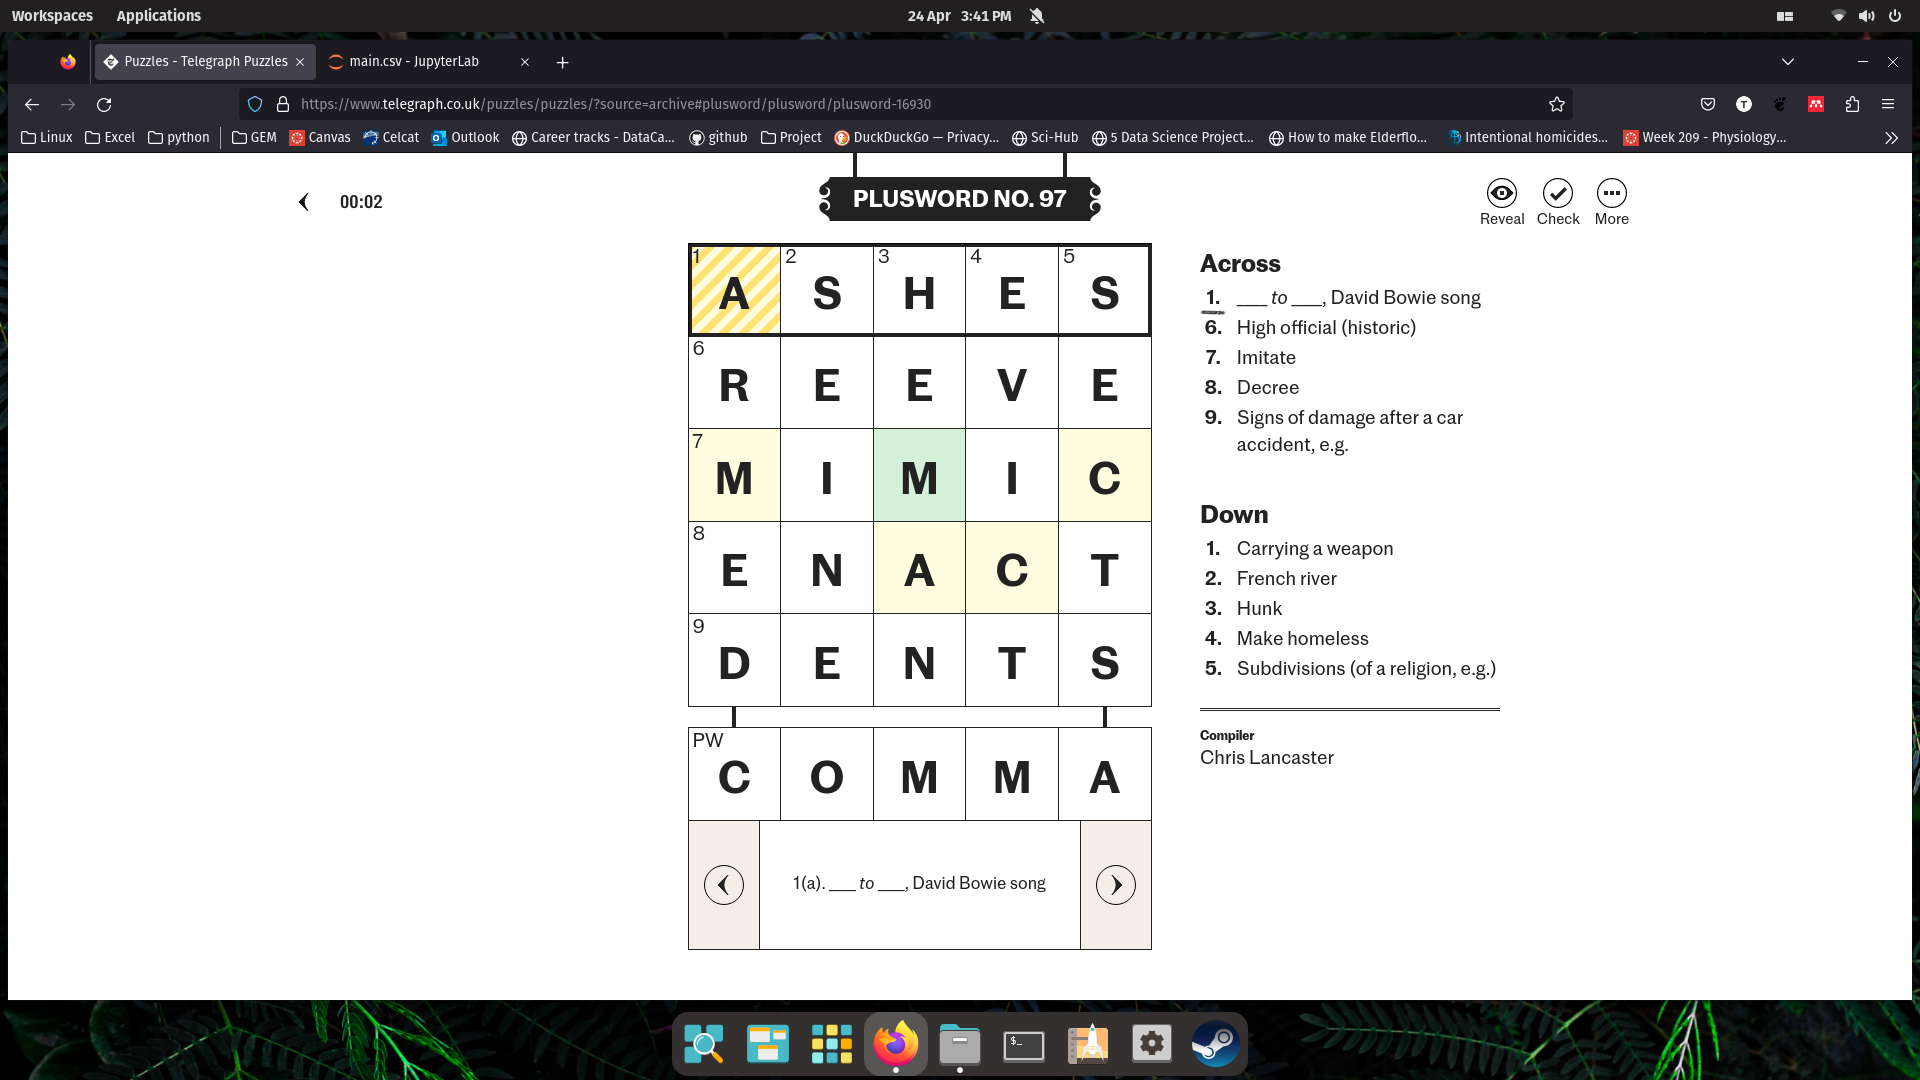 Workspaces Applications 24 Apr 3:41 PM
Puzzles - Telegraph Puzzles main.csv - JupyterLab
https://www.telegraph.co.uk/puzzles/puzzles/?source=archive#plusword/plusword/plusword-16930
Linux Excel python GEM Canvas Celcat Outlook Career tracks - DataCa... github Project DuckDuckGo — Privacy... Sci-Hub 5 Data Science Project... How to make Elderflo... Intentional homicides... Week 209 - Physiology...
00:02
PLUSWORD NO. 97
Reveal Check More
1 A 2 S 3 H 4 E 5 S
6 R E E V E
7 M I M I C
8 E N A C T
9 D E N T S
PW C O M M A
1(a). ___ to ___, David Bowie song
Across
1. ___ to ___, David Bowie song
6. High official (historic)
7. Imitate
8. Decree
9. Signs of damage after a car
accident, e.g.
Down
1. Carrying a weapon
2. French river
3. Hunk
4. Make homeless
5. Subdivisions (of a religion, e.g.)
Compiler
Chris Lancaster
$_